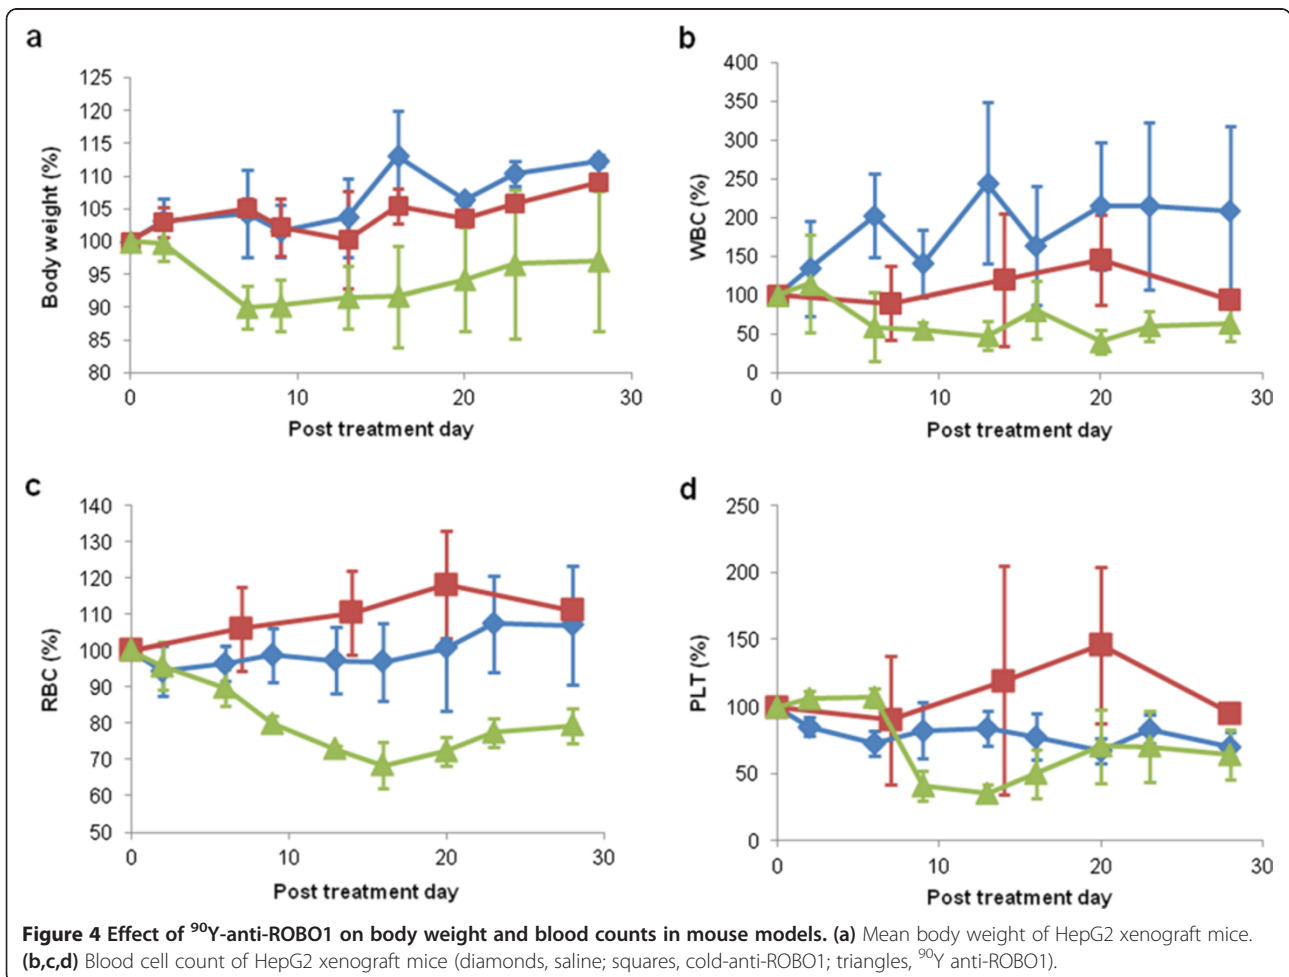 a
125
120
115
110
105
100
95
90
85
80
Body weight (%)
0 10 20 30
Post treatment day
b
400
350
300
250
200
150
100
50
0
WBC (%)
0 10 20 30
Post treatment day
c
140
130
120
110
100
90
80
70
60
50
RBC (%)
0 10 20 30
Post treatment day
d
250
200
150
100
50
0
PLT (%)
0 10 20 30
Post treatment day
Figure 4 Effect of ⁹⁰Y-anti-ROBO1 on body weight and blood counts in mouse models. (a) Mean body weight of HepG2 xenograft mice.
(b,c,d) Blood cell count of HepG2 xenograft mice (diamonds, saline; squares, cold-anti-ROBO1; triangles, ⁹⁰Y anti-ROBO1).